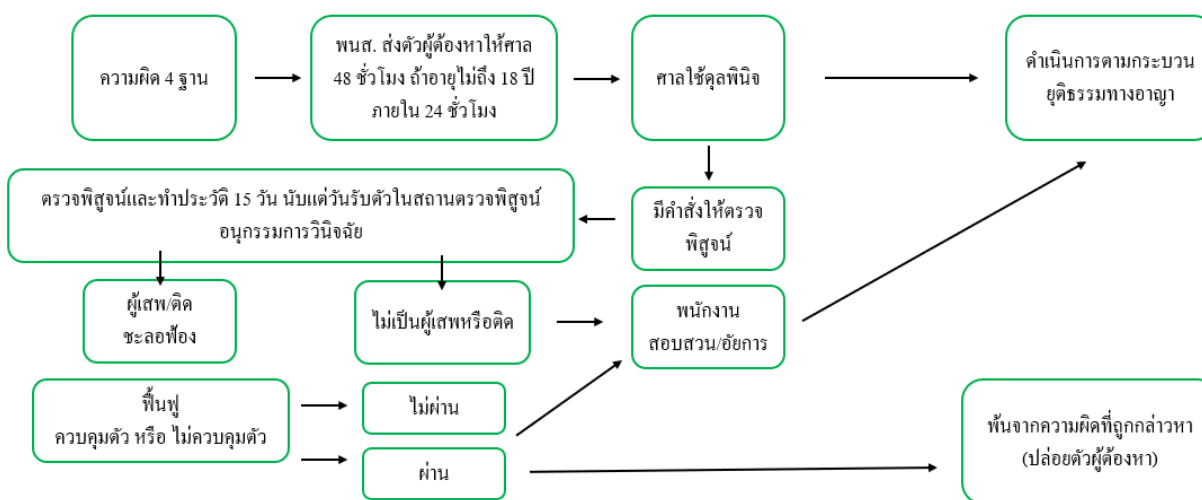 ความผิด 4 ฐาน
พนส. ส่งตัวผู้ต้องหาให้ศาล
48 ชั่วโมง ถ้าอายุไม่ถึง 18 ปี
ภายใน 24 ชั่วโมง
ศาลใช้ดุลพินิจ
ดำเนินการตามกระบวน
ยุติธรรมทางอาญา
ตรวจพิสูจน์และทำประวัติ 15 วัน นับแต่วันรับตัวในสถานตรวจพิสูจน์
อนุกรรมการวินิจฉัย
มีคำสั่งให้ตรวจ
พิสูจน์
ผู้เสพ/ติด
ชะลอฟ้อง
ไม่เป็นผู้เสพหรือติด
พนักงาน
สอบสวน/อัยการ
ฟื้นฟู
ควบคุมตัว หรือ ไม่ควบคุมตัว
ไม่ผ่าน
ผ่าน
พ้นจากความผิดที่ถูกกล่าวหา
(ปล่อยตัวผู้ต้องหา)